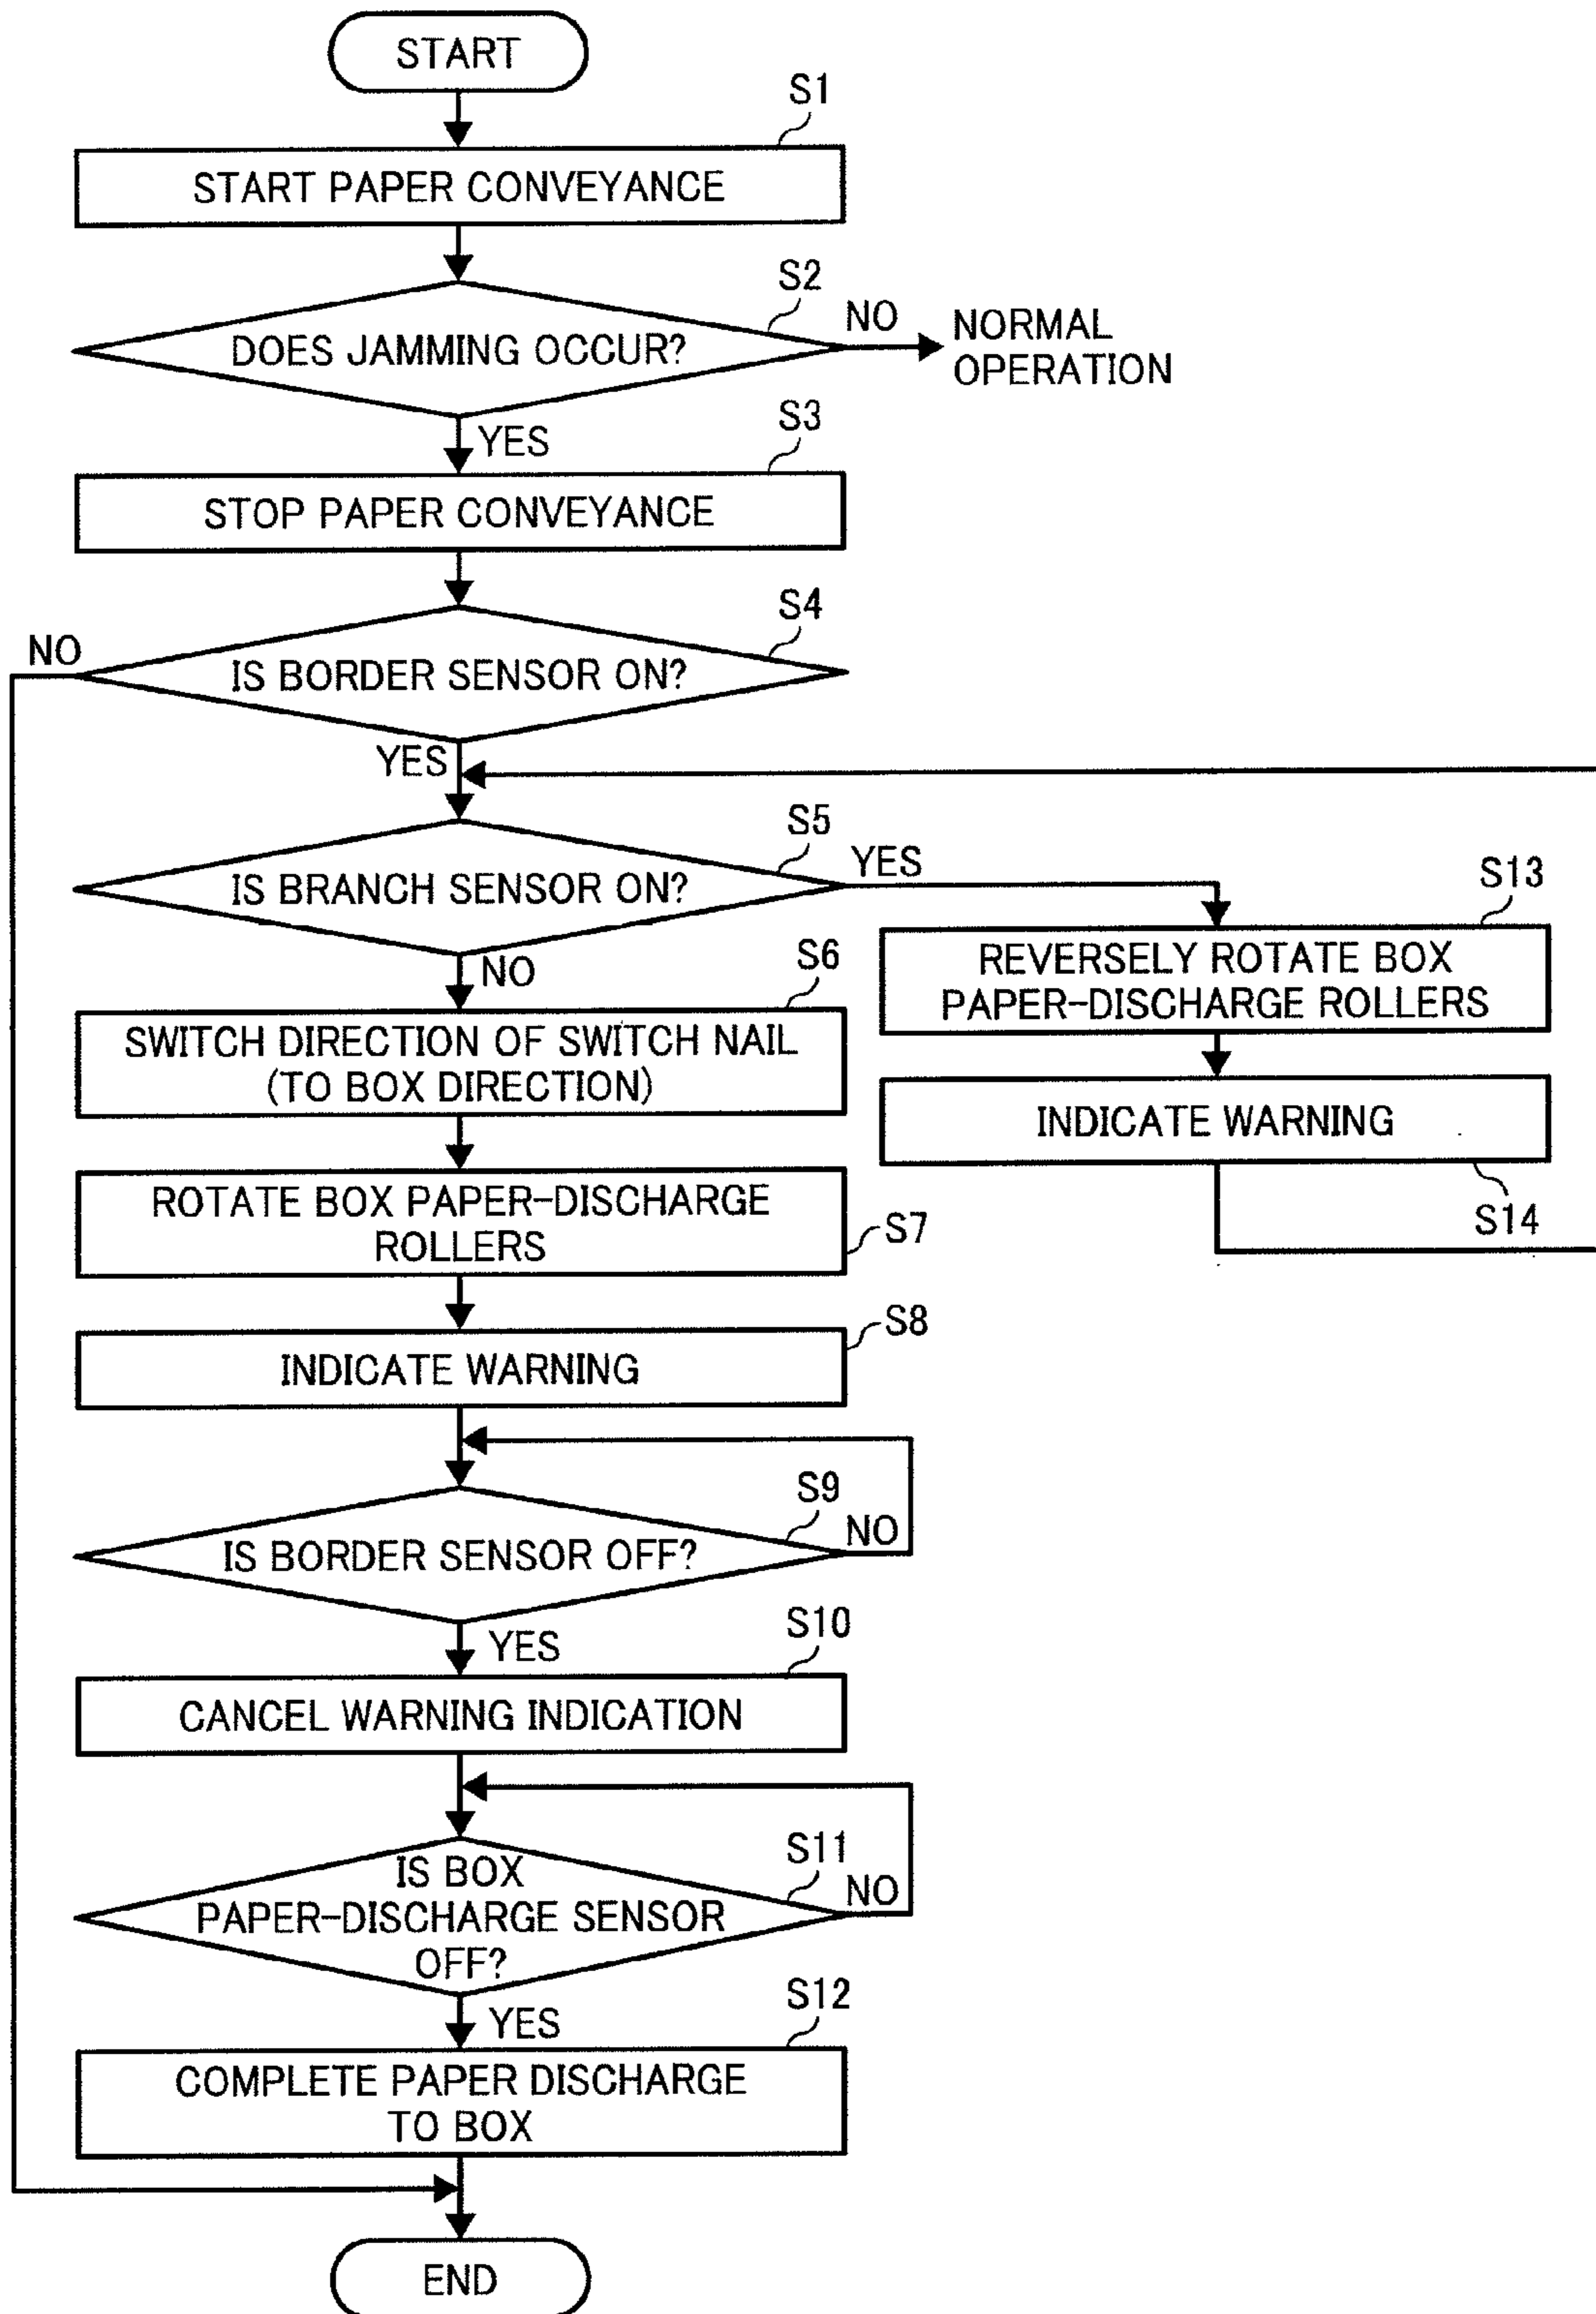 START
S1
START PAPER CONVEYANCE
S2
DOES JAMMING OCCUR?
NO
NORMAL
OPERATION
YES
S3
STOP PAPER CONVEYANCE
S4
NO
IS BORDER SENSOR ON?
YES
S5
IS BRANCH SENSOR ON?
YES
S13
REVERSELY ROTATE BOX
PAPER-DISCHARGE ROLLERS
INDICATE WARNING
S14
NO
S6
SWITCH DIRECTION OF SWITCH NAIL
(TO BOX DIRECTION)
ROTATE BOX PAPER-DISCHARGE
ROLLERS
S7
S8
INDICATE WARNING
S9
IS BORDER SENSOR OFF?
NO
YES
S10
CANCEL WARNING INDICATION
S11
IS BOX
PAPER-DISCHARGE SENSOR
OFF?
NO
YES
S12
COMPLETE PAPER DISCHARGE
TO BOX
END